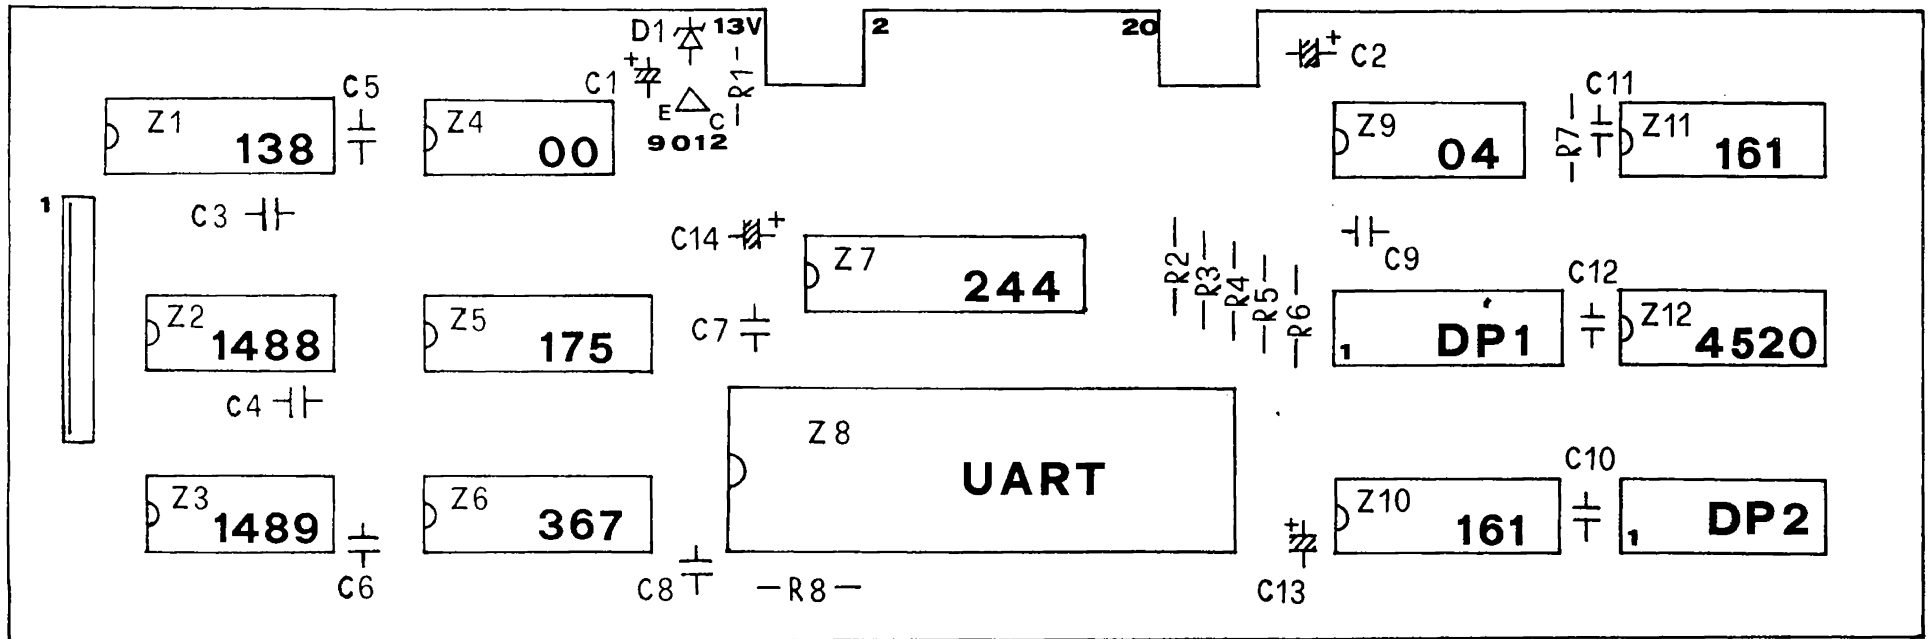 D1 13V
2
20
C1
R1
E
C
9012
C2
C5
Z1
138
Z4
00
Z9
04
R7
C11
Z11
161
1
C3
C14
Z7
244
R2
R3
R4
R5
R6
C9
C12
Z2
1488
Z5
175
C7
DP1
1
Z12
4520
C4
Z8
UART
Z3
1489
C6
Z6
367
C8
R8
C13
Z10
161
C10
DP2
1
+
+
+
+